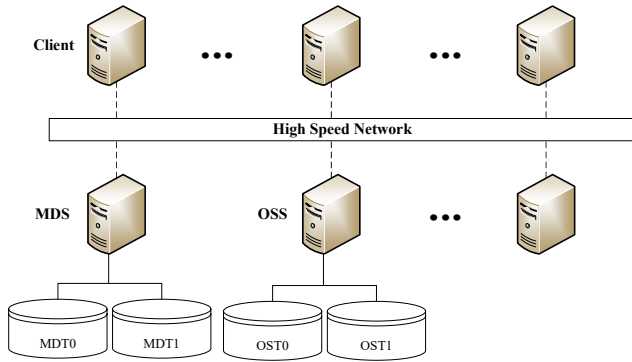 Client
High Speed Network
MDS
OSS
MDT0
MDT1
OST0
OST1